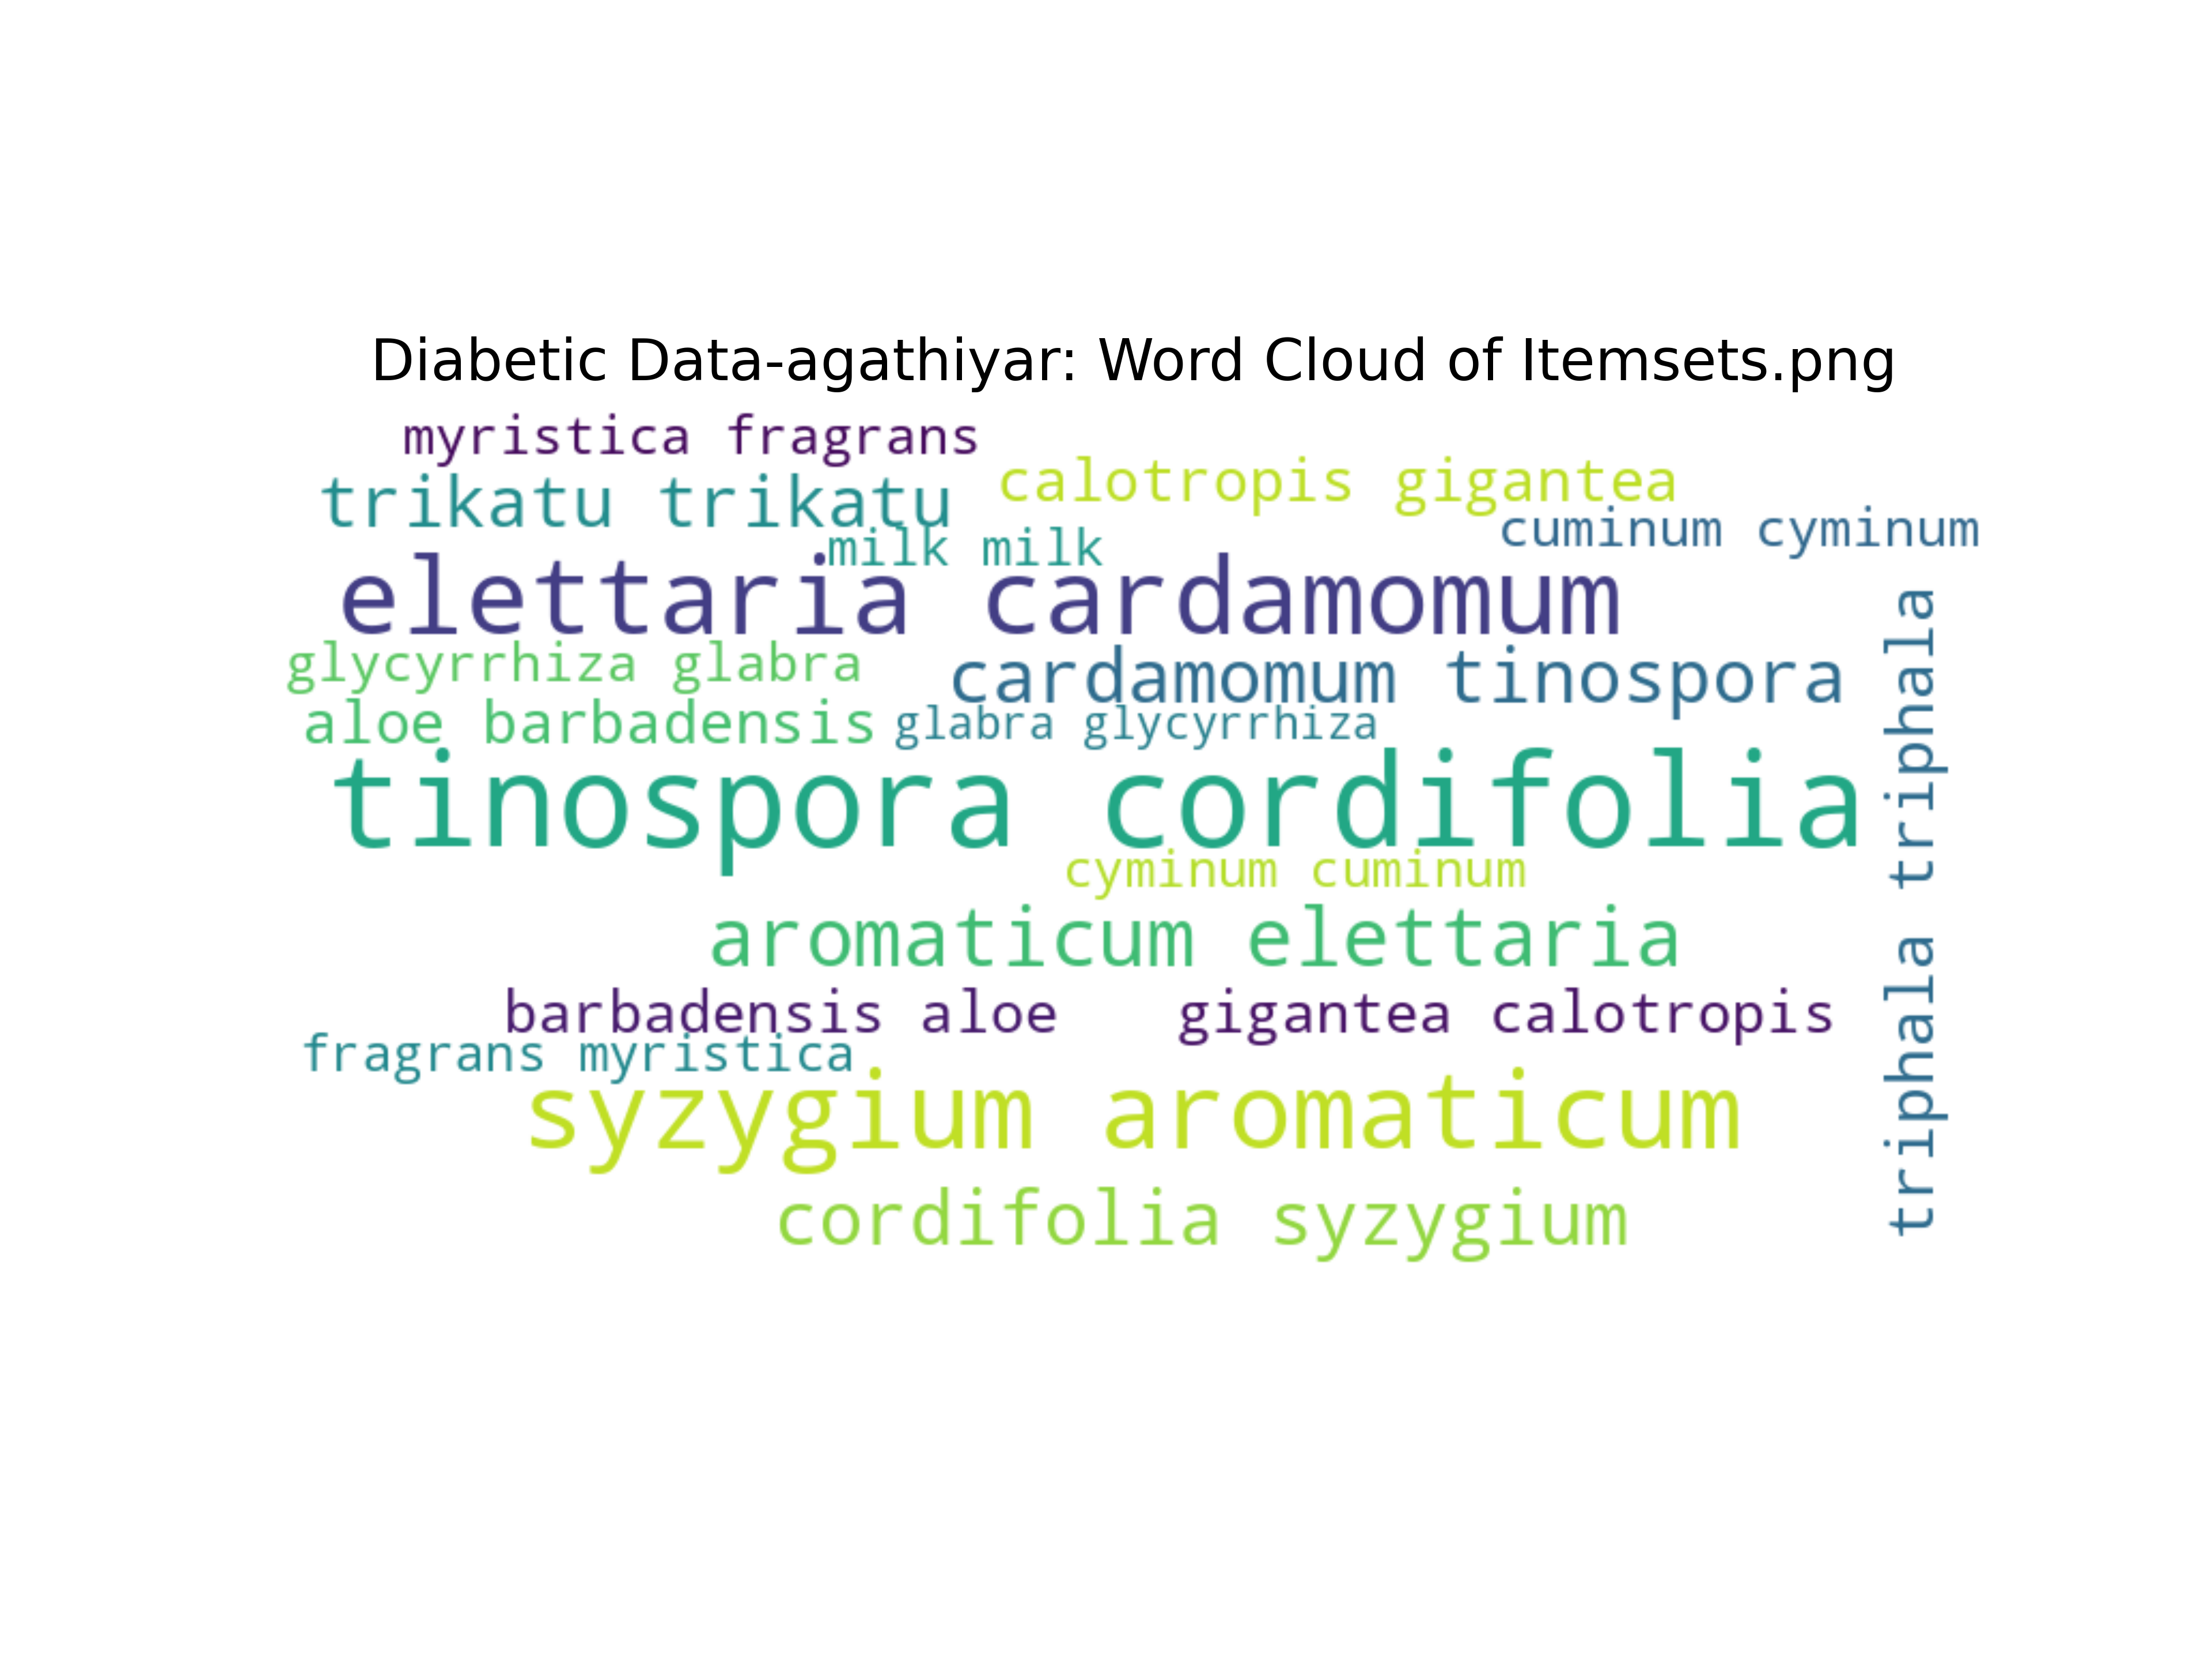 Diabetic Data-agathiyar: Word Cloud of Itemsets.png
myristica fragrans
calotropis gigantea
trikatu trikatu
cuminum cyminum
milk milk
elettaria cardamomum
glycyrrhiza glabra
cardamomum tinospora
aloe barbadensis
glabra glycyrrhiza
tinospora cordifolia
triphala triphala
cyminum cuminum
aromaticum elettaria
barbadensis aloe
gigantea calotropis
fragrans myristica
syzygium aromaticum
cordifolia syzygium